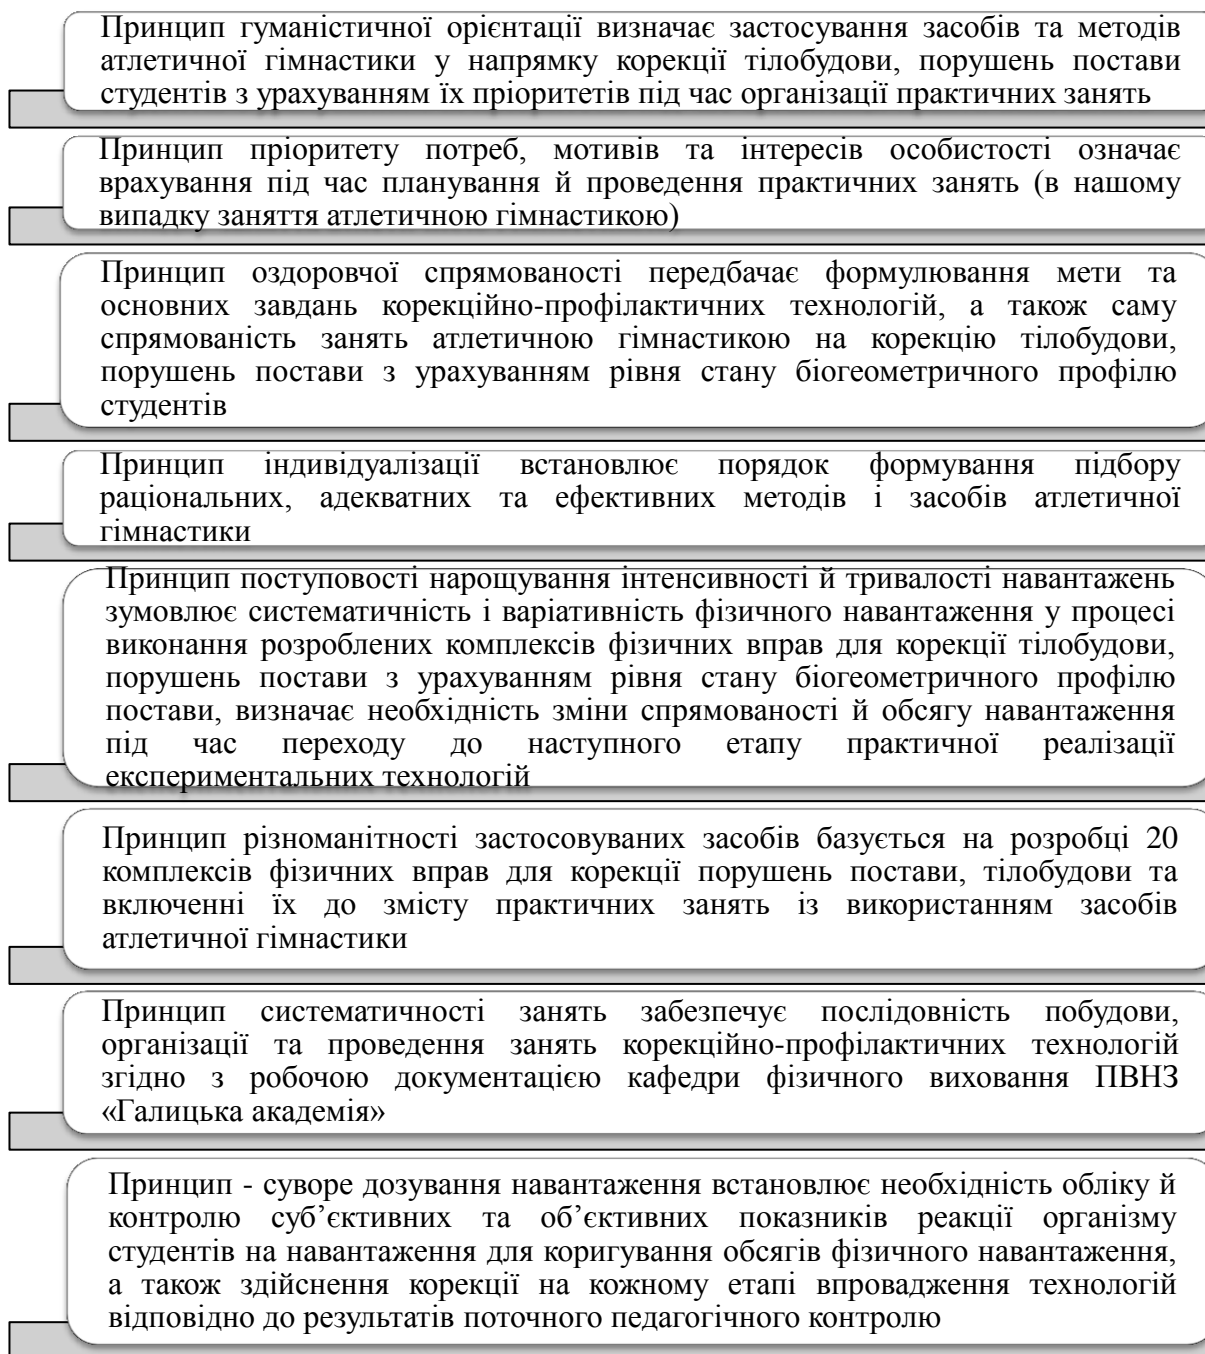 Принцип гуманістичної орієнтації визначає застосування засобів та методів
атлетичної гімнастики у напрямку корекції тілобудови, порушень постави
студентів з урахуванням їх пріоритетів під час організації практичних занять
Принцип пріоритету потреб, мотивів та інтересів особистості означає
врахування під час планування й проведення практичних занять (в нашому
випадку заняття атлетичною гімнастикою)
Принцип оздоровчої спрямованості передбачає формулювання мети та
основних завдань корекційно-профілактичних технологій, а також саму
спрямованість занять атлетичною гімнастикою на корекцію тілобудови,
порушень постави з урахуванням рівня стану біогеометричного профілю
студентів
Принцип індивідуалізації встановлює порядок формування підбору
раціональних, адекватних та ефективних методів і засобів атлетичної
гімнастики
Принцип поступовості нарощування інтенсивності й тривалості навантажень
зумовлює систематичність і варіативність фізичного навантаження у процесі
виконання розроблених комплексів фізичних вправ для корекції тілобудови,
порушень постави з урахуванням рівня стану біогеометричного профілю
постави, визначає необхідність зміни спрямованості й обсягу навантаження
під час переходу до наступного етапу практичної реалізації
експериментальних технологій
Принцип різноманітності застосовуваних засобів базується на розробці 20
комплексів фізичних вправ для корекції порушень постави, тілобудови та
включенні їх до змісту практичних занять із використанням засобів
атлетичної гімнастики
Принцип систематичності занять забезпечує послідовність побудови,
організації та проведення занять корекційно-профілактичних технологій
згідно з робочою документацією кафедри фізичного виховання ПВНЗ
«Галицька академія»
Принцип - суворе дозування навантаження встановлює необхідність обліку й
контролю суб’єктивних та об’єктивних показників реакції організму
студентів на навантаження для коригування обсягів фізичного навантаження,
а також здійснення корекції на кожному етапі впровадження технологій
відповідно до результатів поточного педагогічного контролю